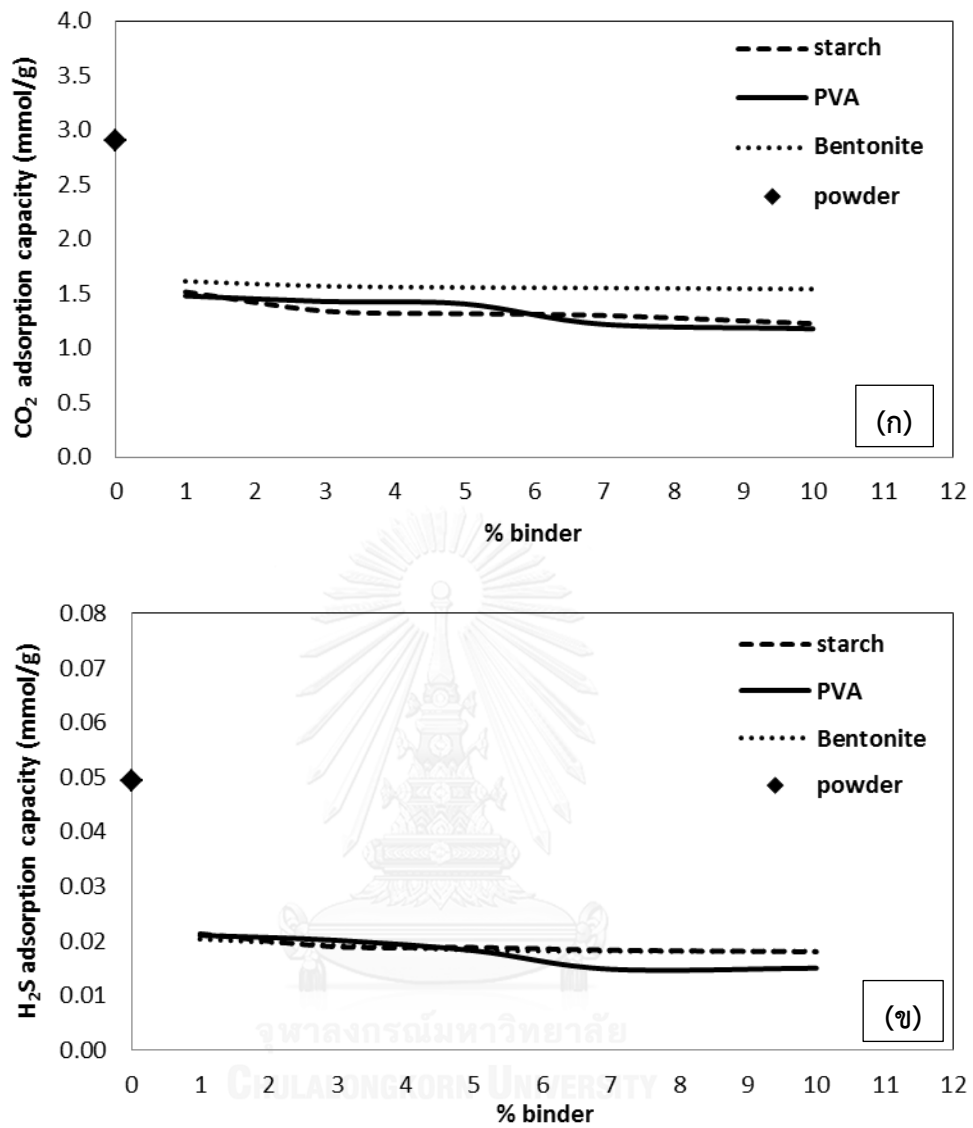 4.0
3.5
3.0
2.5
2.0
1.5
1.0
0.5
0.0
CO₂ adsorption capacity (mmol/g)
starch
PVA
Bentonite
powder
(ก)
0 1 2 3 4 5 6 7 8 9 10 11 12
% binder
0.08
0.07
0.06
0.05
0.04
0.03
0.02
0.01
0.00
H₂S adsorption capacity (mmol/g)
starch
PVA
Bentonite
powder
(ข)
จุฬาลงกรณ์มหาวิทยาลัย
0 1 2 3 4 5 6 7 8 9 10 11 12
CHULALONGKORN UNIVERSITY
% binder